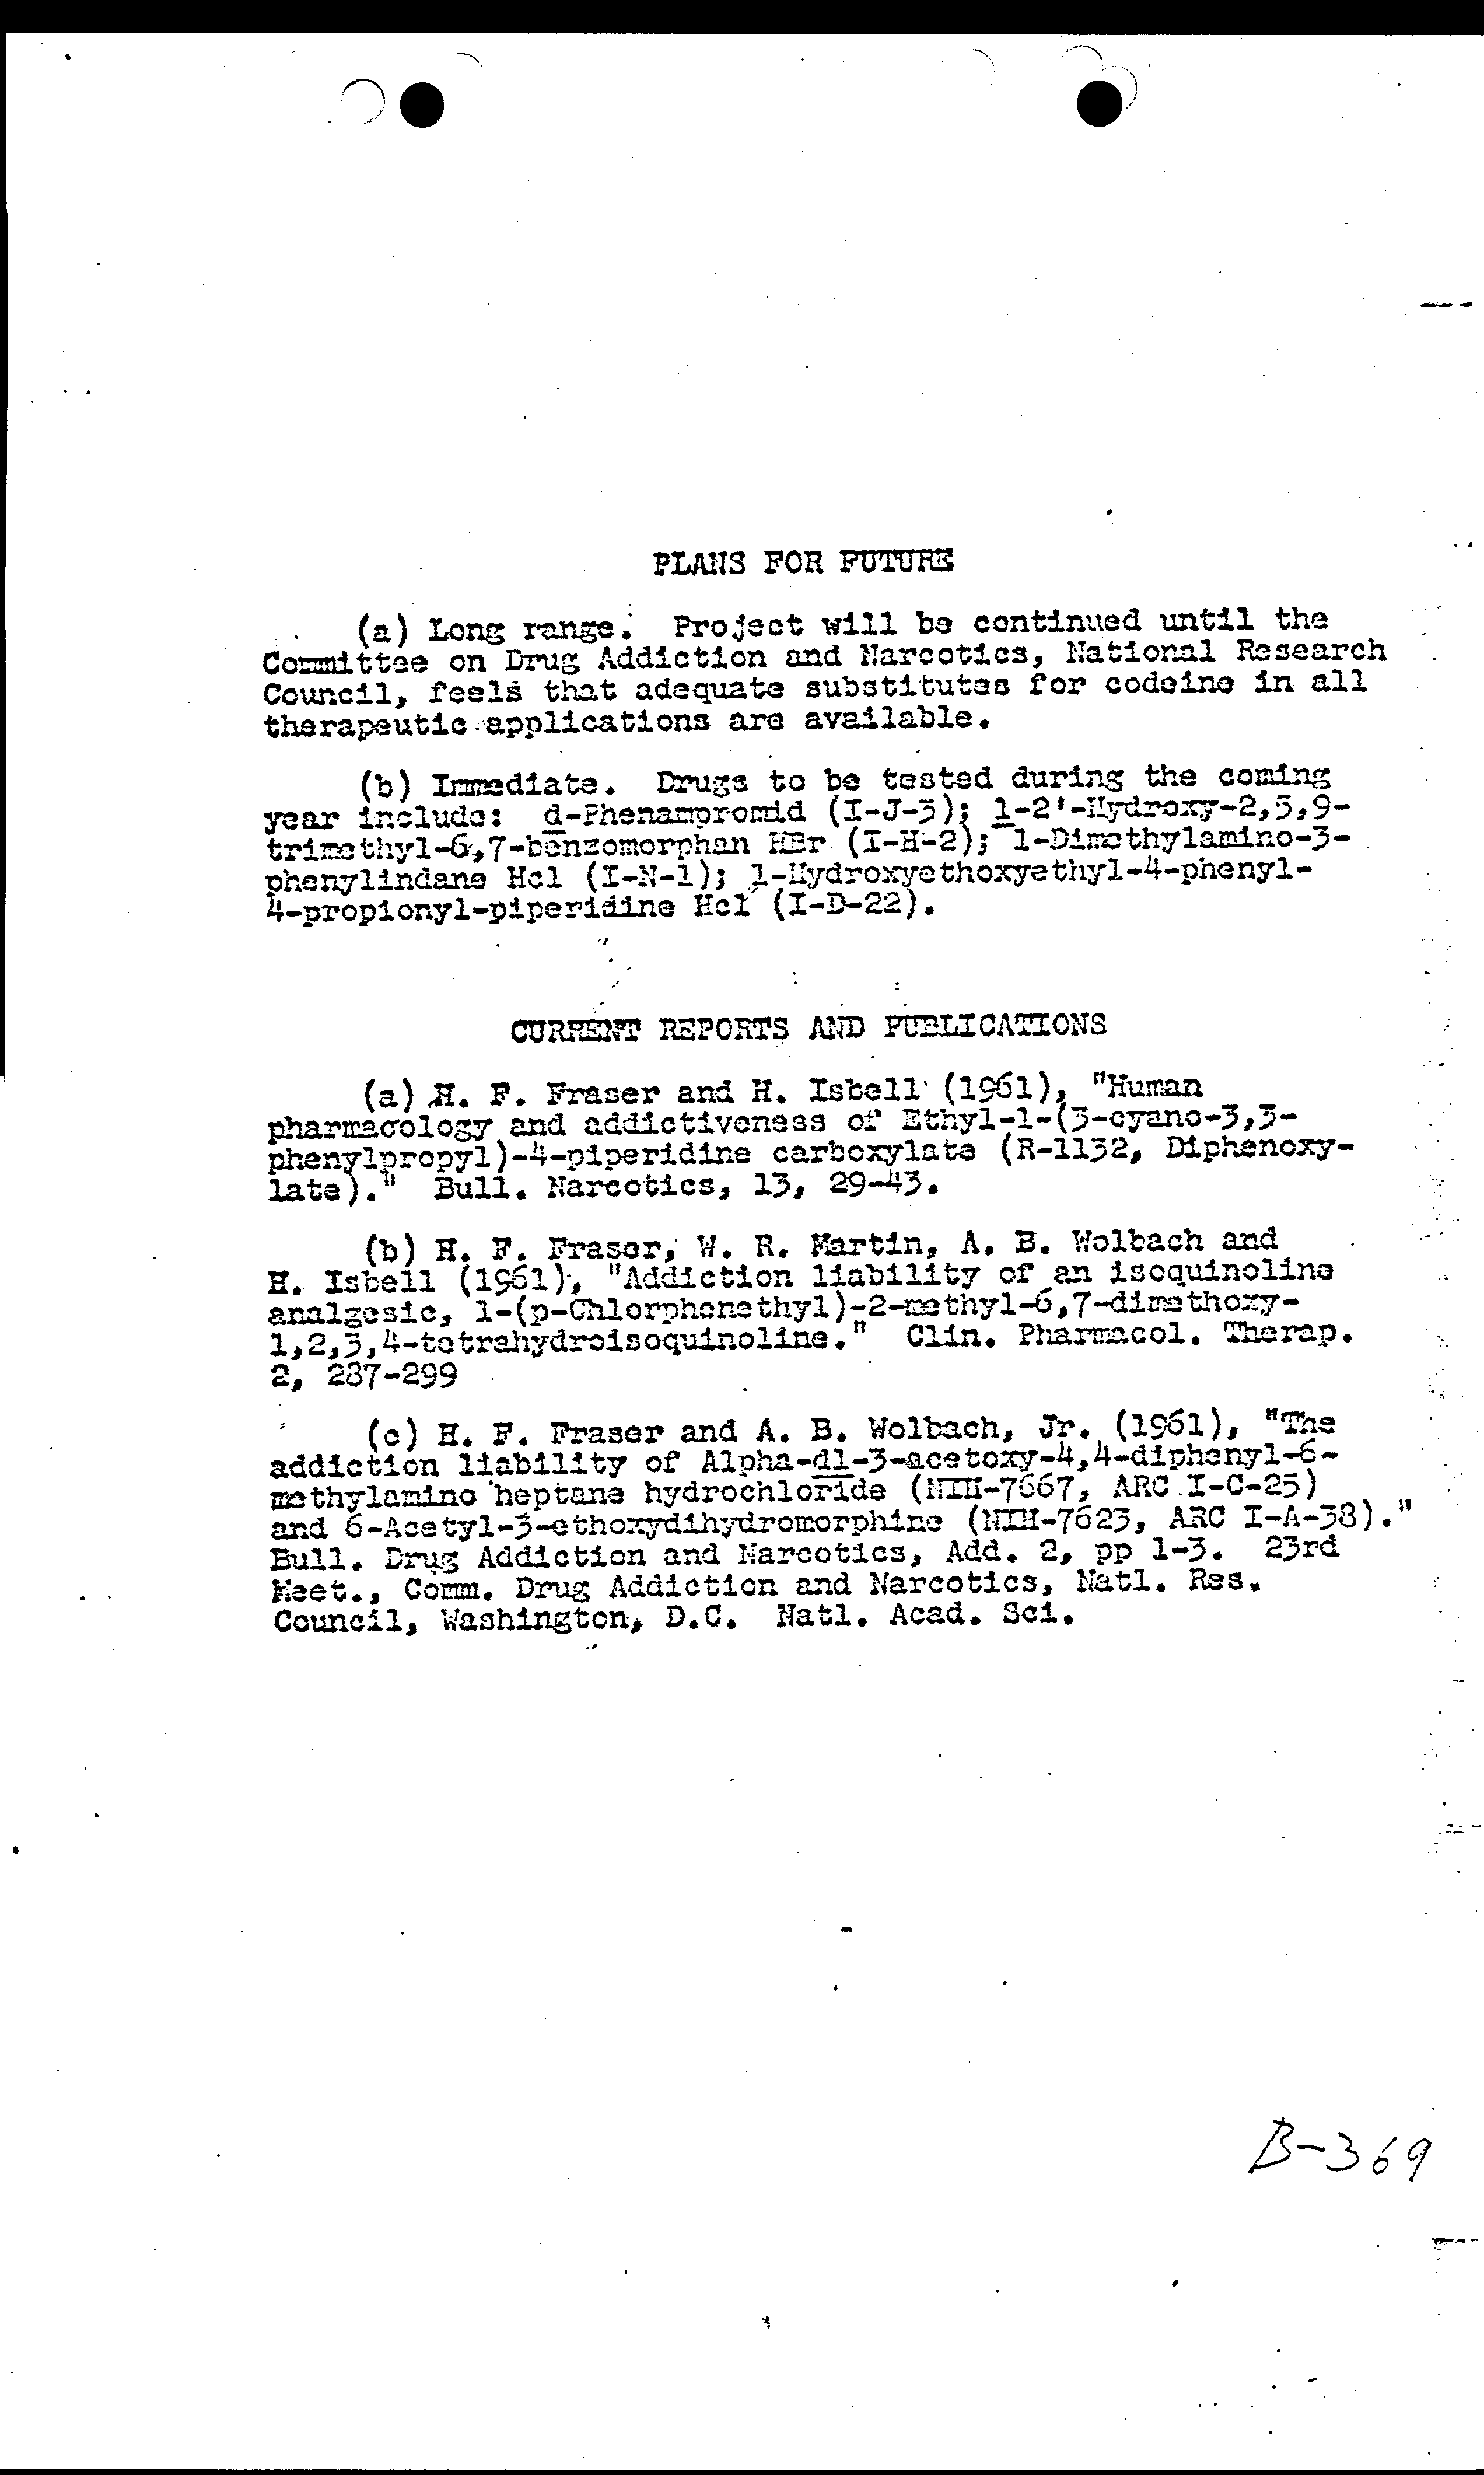 PLANS FOR FUTURE
(a) Long range. Project will be continued until the
Committee on Drug Addiction and Narcotics, National Research
Council, feels that adequate substitutes for codeine in all
therapeutic applications are available.
(b) Immediate. Drugs to be tested during the coming
year include: d-Phenampromid (I-J-3); l-2'-Hydroxy-2,5,9-
trimethyl-6,7-benzomorphan HBr (I-H-2); 1-Dimethylamino-3-
phenylindane Hcl (I-N-1); 1-Hydroxyethoxyethyl-4-phenyl-
4-propionyl-piperidine Hcl (I-D-22).
CURRENT REPORTS AND PUBLICATIONS
(a) H. F. Fraser and H. Isbell (1961), "Human
pharmacology and addictiveness of Ethyl-1-(3-cyano-3,3-
phenylpropyl)-4-piperidine carboxylate (R-1132, Diphenoxy-
late)." Bull. Narcotics, 13, 29-43.
(b) H. F. Fraser, W. R. Martin, A. B. Wolbach and
H. Isbell (1961), "Addiction liability of an isoquinoline
analgesic, 1-(p-Chlorphenethyl)-2-methyl-6,7-dimethoxy-
1,2,3,4-tetrahydroisoquinoline." Clin. Pharmacol. Therap.
2, 287-299
(c) H. F. Fraser and A. B. Wolbach, Jr. (1961), "The
addiction liability of Alpha-dl-3-acetoxy-4,4-diphenyl-6-
methylamino heptane hydrochloride (NIH-7667, ARC I-C-25)
and 6-Acetyl-3-ethoxydihydromorphine (NIH-7623, ARC I-A-38)."
Bull. Drug Addiction and Narcotics, Add. 2, pp 1-3. 23rd
Meet., Comm. Drug Addiction and Narcotics, Natl. Res.
Council, Washington, D.C. Natl. Acad. Sci.
B-369